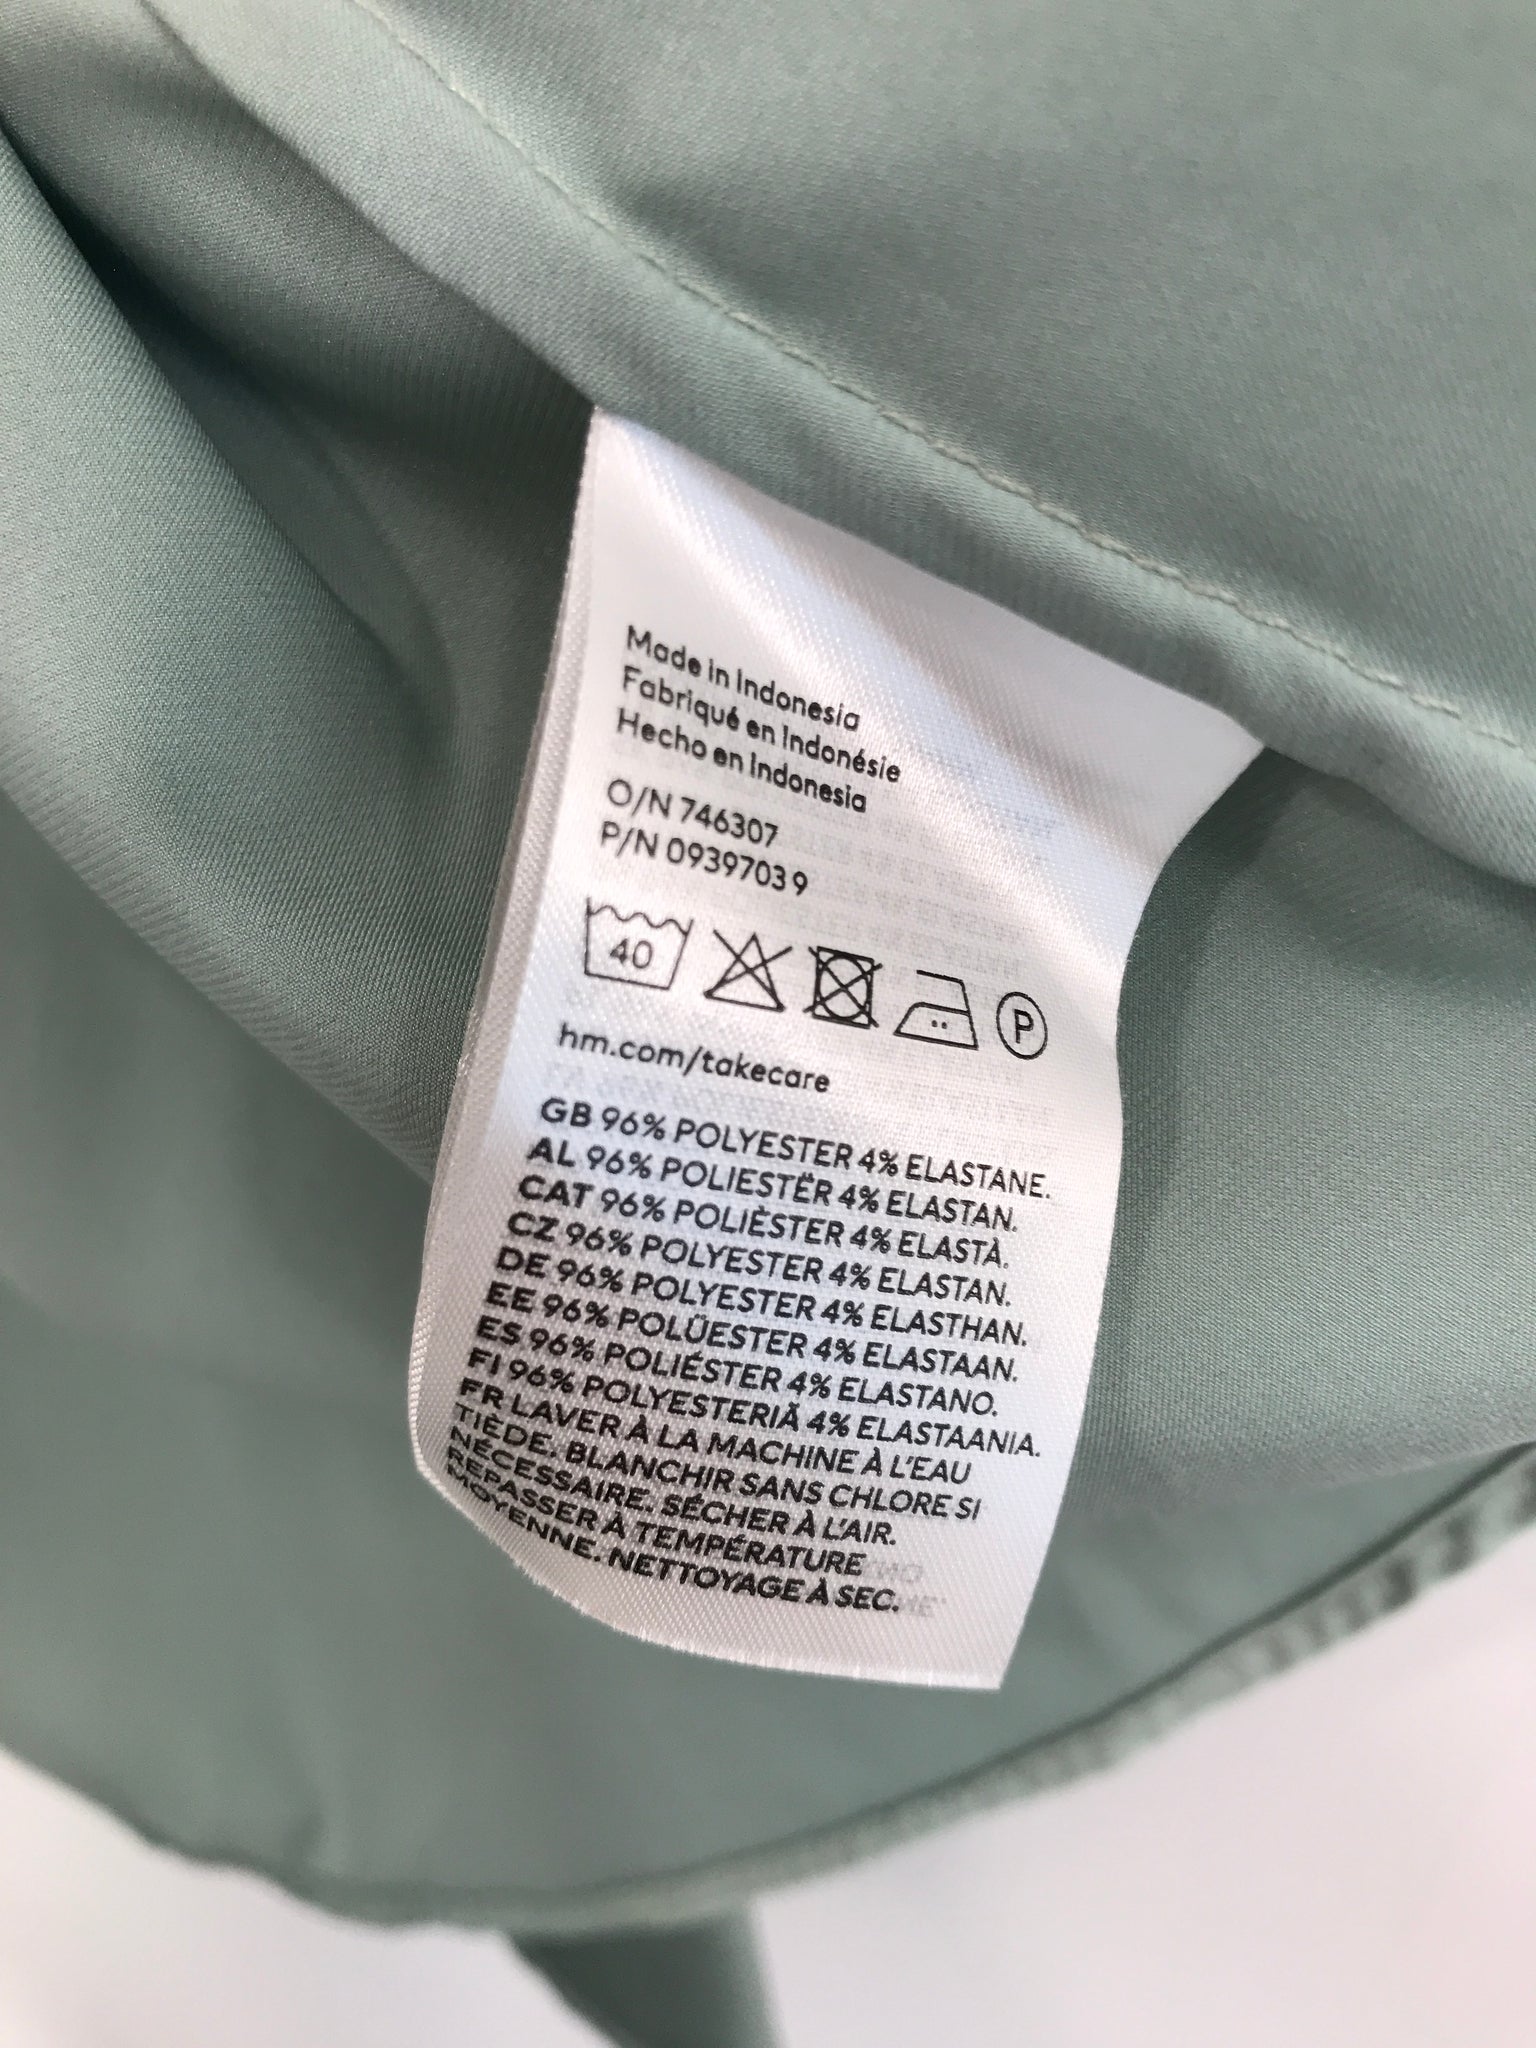 Made in Indonesia
Fabriqué en Indonésie
Hecho en Indonesia
O/N 746307
P/N 0939703 9
40
P
hm.com/takecare
GB 96% POLYESTER 4% ELASTANE.
AL 96% POLIESTËR 4% ELASTAN.
CAT 96% POLIÈSTER 4% ELASTÀ.
CZ 96% POLYESTER 4% ELASTAN.
DE 96% POLYESTER 4% ELASTHAN.
EE 96% POLÜESTER 4% ELASTAAN.
ES 96% POLIÉSTER 4% ELASTANO.
FI 96% POLYESTERIÄ 4% ELASTAANIA.
FR LAVER À LA MACHINE À L'EAU
TIÈDE. BLANCHIR SANS CHLORE SI
NÉCESSAIRE. SÉCHER À L'AIR.
REPASSER À TEMPÉRATURE
MOYENNE. NETTOYAGE À SEC.